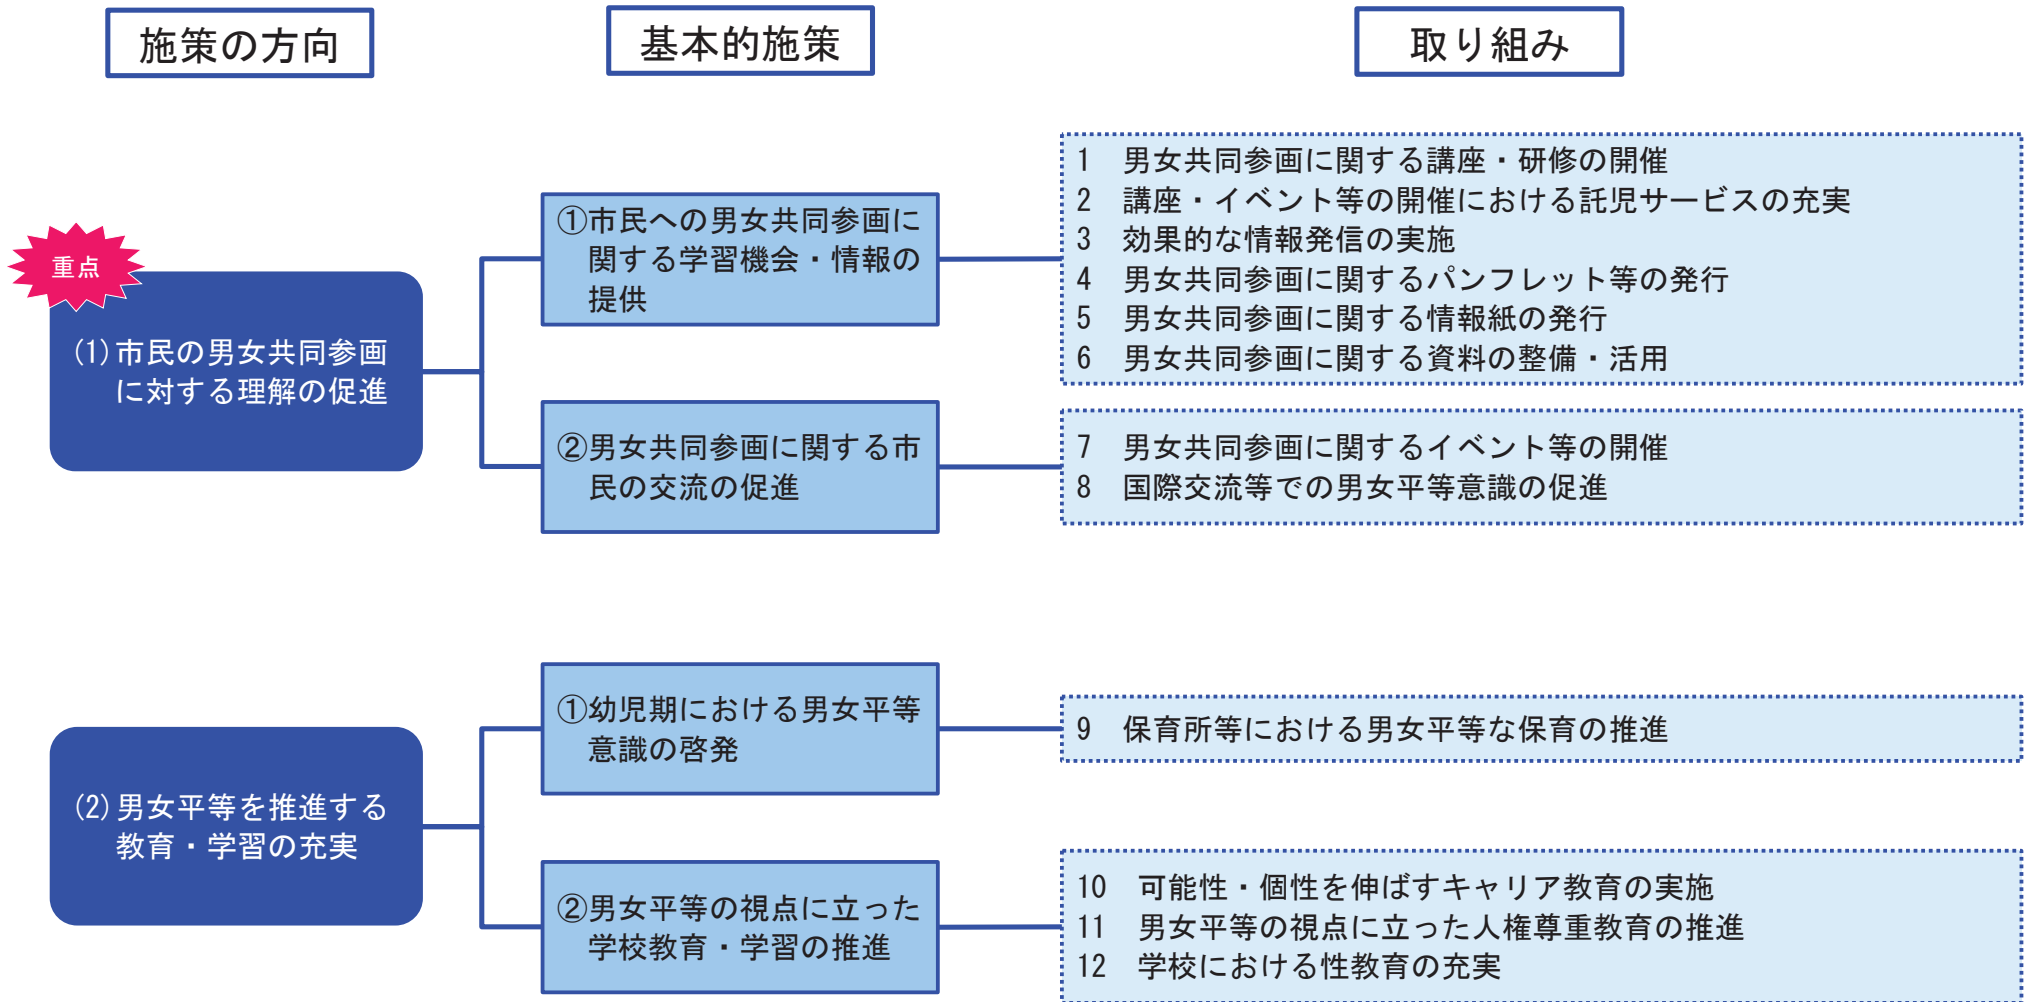 施策の方向
基本的施策
取り組み
重点
(1)市民の男女共同参画
に対する理解の促進
①市民への男女共同参画に
関する学習機会・情報の
提供
1 男女共同参画に関する講座・研修の開催
2 講座・イベント等の開催における託児サービスの充実
3 効果的な情報発信の実施
4 男女共同参画に関するパンフレット等の発行
5 男女共同参画に関する情報紙の発行
6 男女共同参画に関する資料の整備・活用
②男女共同参画に関する市
民の交流の促進
7 男女共同参画に関するイベント等の開催
8 国際交流等での男女平等意識の促進
(2)男女平等を推進する
教育・学習の充実
①幼児期における男女平等
意識の啓発
9 保育所等における男女平等な保育の推進
②男女平等の視点に立った
学校教育・学習の推進
10 可能性・個性を伸ばすキャリア教育の実施
11 男女平等の視点に立った人権尊重教育の推進
12 学校における性教育の充実